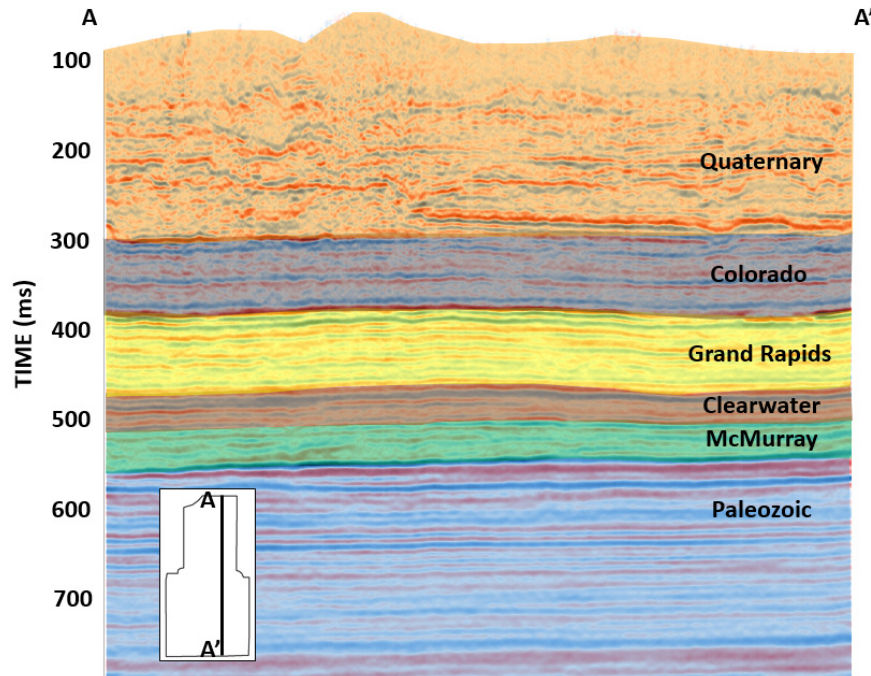 A A'
100
200
Quaternary
300
Colorado
TIME (ms)
400
Grand Rapids
Clearwater
500
McMurray
600
Paleozoic
A
700
A'